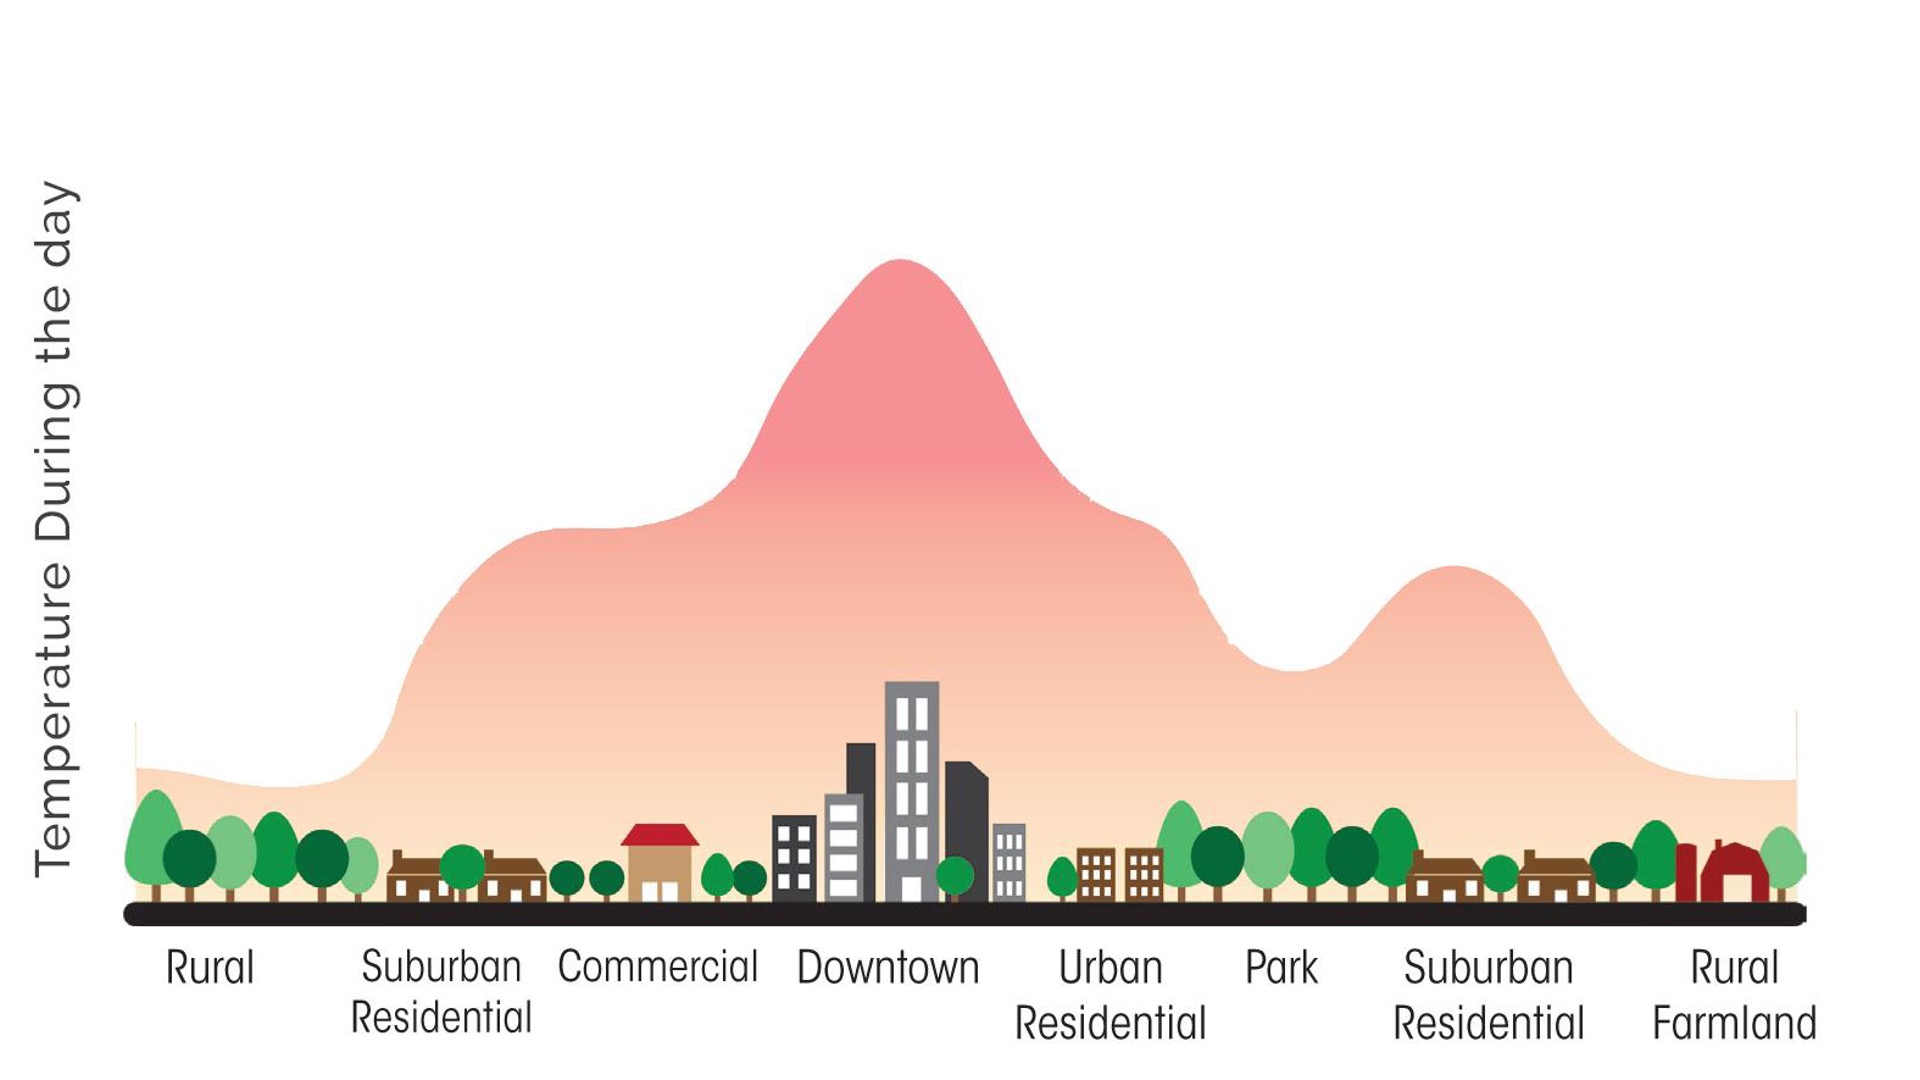 Temperature During the day
Rural
Suburban
Residential
Commercial
Downtown
Urban
Residential
Park
Suburban
Residential
Rural
Farmland